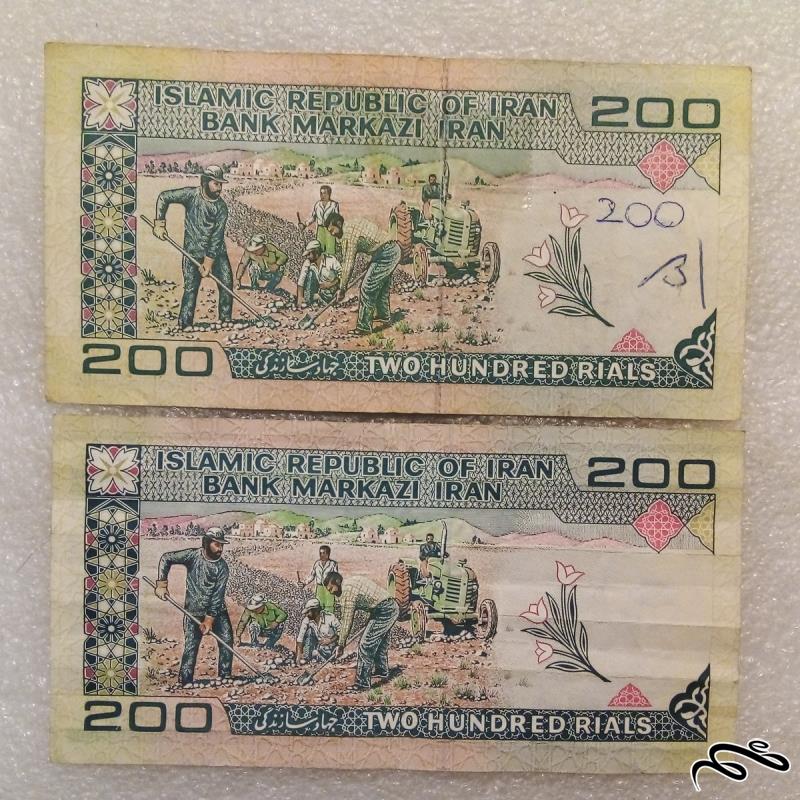 ISLAMIC REPUBLIC OF IRAN
BANK MARKAZI IRAN
200
200
200
جهاد سازندگی
TWO HUNDRED RIALS
ISLAMIC REPUBLIC OF IRAN
BANK MARKAZI IRAN
200
200
جهاد سازندگی
TWO HUNDRED RIALS